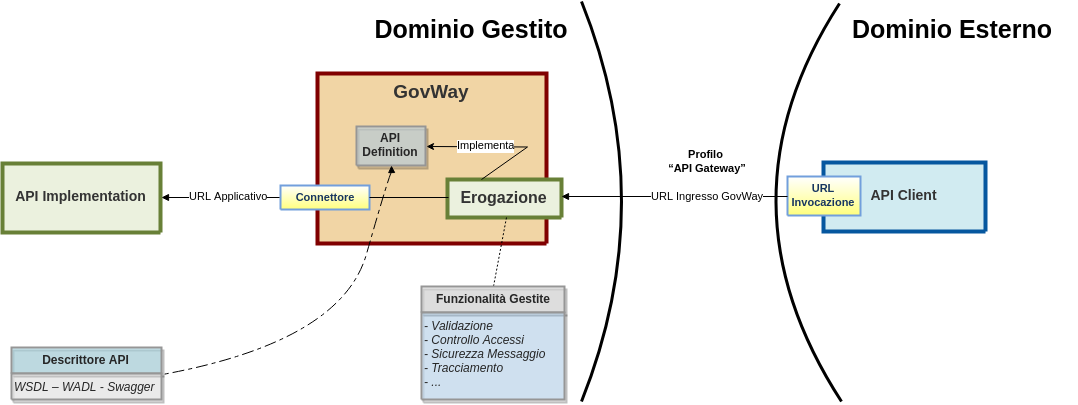 Dominio Gestito
Dominio Esterno
GovWay
API
Definition
Implementa
Profilo
“API Gateway”
API Implementation
URL Applicativo
Connettore
Erogazione
URL Ingresso GovWay
URL
Invocazione
API Client
Funzionalità Gestite
- Validazione
- Controllo Accessi
- Sicurezza Messaggio
- Tracciamento
- ...
Descrittore API
WSDL – WADL - Swagger